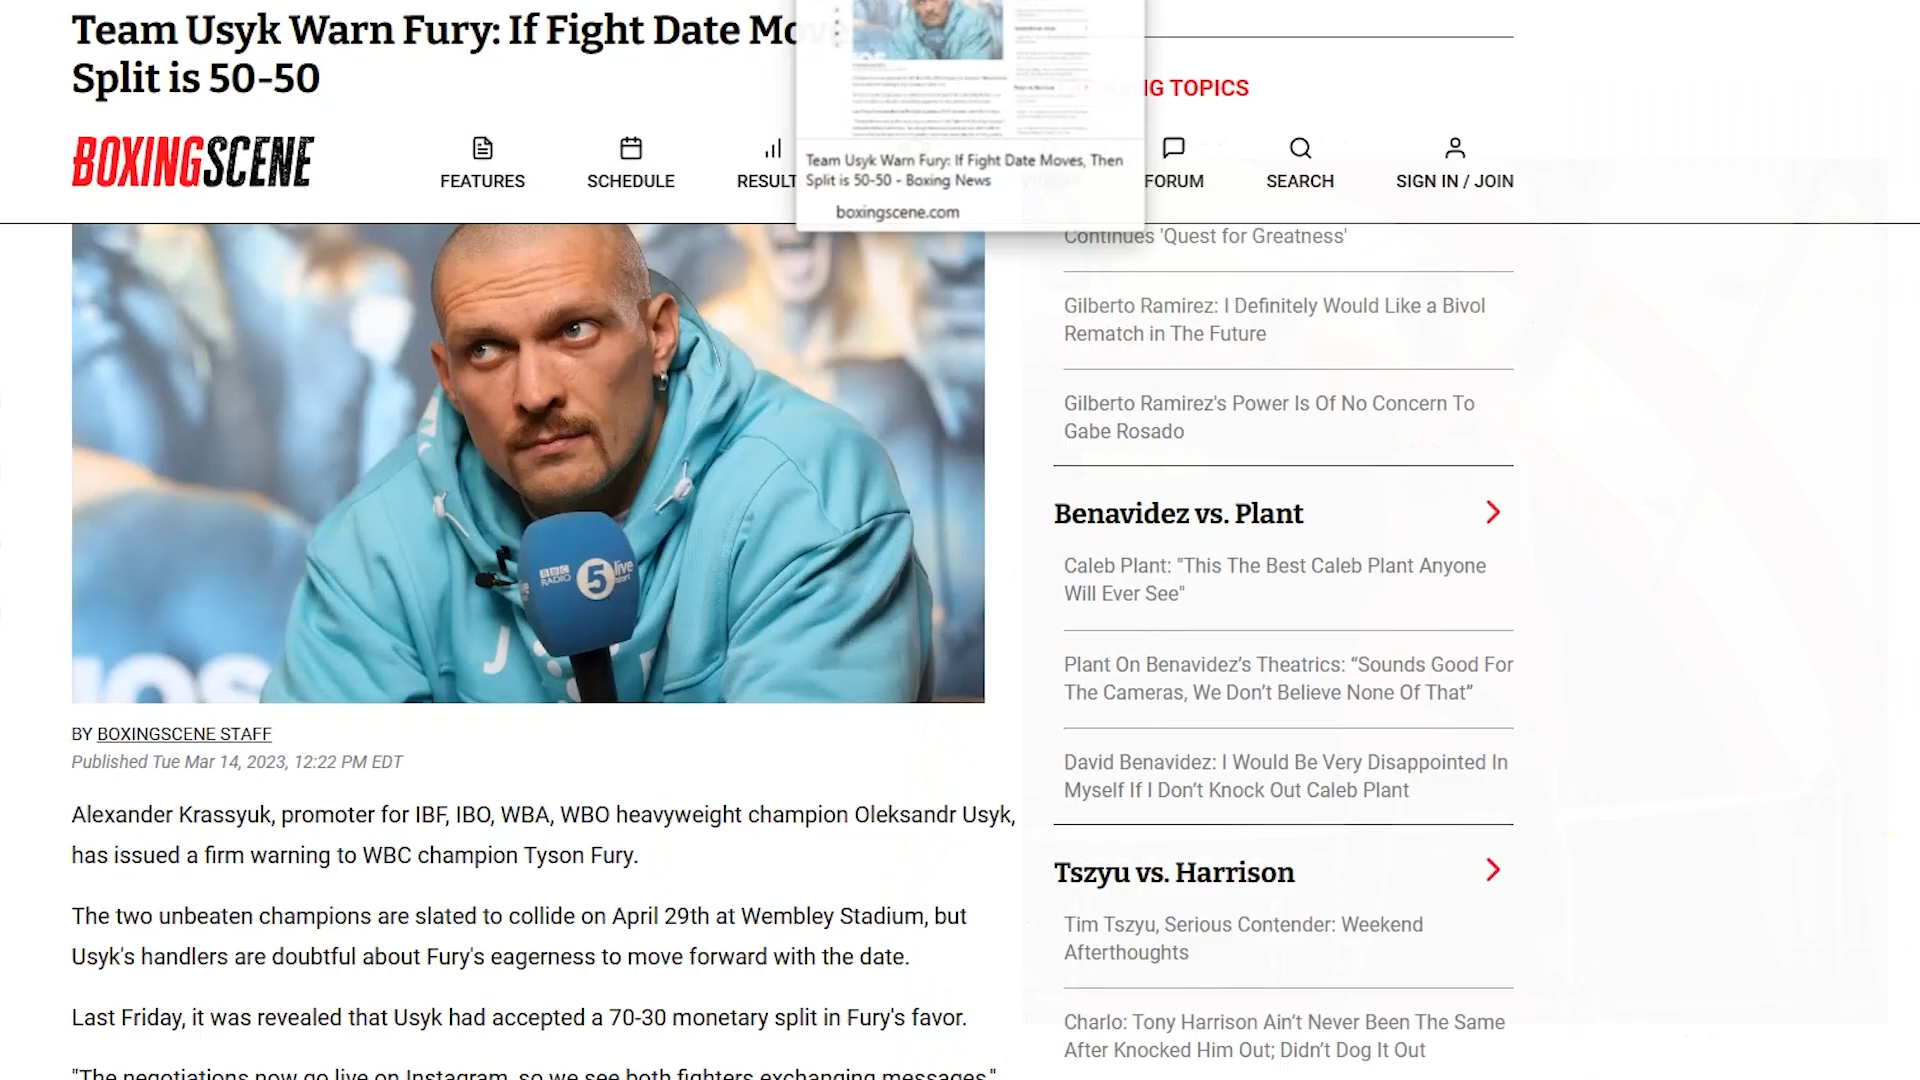 Team Usyk Warn Fury: If Fight Date Mo
Split is 50-50
G TOPICS
BOXINGSCENE
FEATURES
SCHEDULE
RESULT
FORUM
SEARCH
SIGN IN / JOIN
Team Usyk Warn Fury: If Fight Date Moves, Then
Split is 50-50 - Boxing News
boxingscene.com
Continues 'Quest for Greatness'
Gilberto Ramirez: I Definitely Would Like a Bivol
Rematch in The Future
Gilberto Ramirez's Power Is Of No Concern To
Gabe Rosado
Benavidez vs. Plant
Caleb Plant: "This The Best Caleb Plant Anyone
Will Ever See"
Plant On Benavidez's Theatrics: “Sounds Good For
The Cameras, We Don’t Believe None Of That”
David Benavidez: I Would Be Very Disappointed In
Myself If I Don’t Knock Out Caleb Plant
Tszyu vs. Harrison
Tim Tszyu, Serious Contender: Weekend
Afterthoughts
Charlo: Tony Harrison Ain’t Never Been The Same
After Knocked Him Out; Didn’t Dog It Out
BBC RADIO 5 live sport
BY BOXINGSCENE STAFF
Published Tue Mar 14, 2023, 12:22 PM EDT
Alexander Krassyuk, promoter for IBF, IBO, WBA, WBO heavyweight champion Oleksandr Usyk,
has issued a firm warning to WBC champion Tyson Fury.
The two unbeaten champions are slated to collide on April 29th at Wembley Stadium, but
Usyk's handlers are doubtful about Fury's eagerness to move forward with the date.
Last Friday, it was revealed that Usyk had accepted a 70-30 monetary split in Fury's favor.
"The negotiations now go live on Instagram, so we see both fighters exchanging messages,"